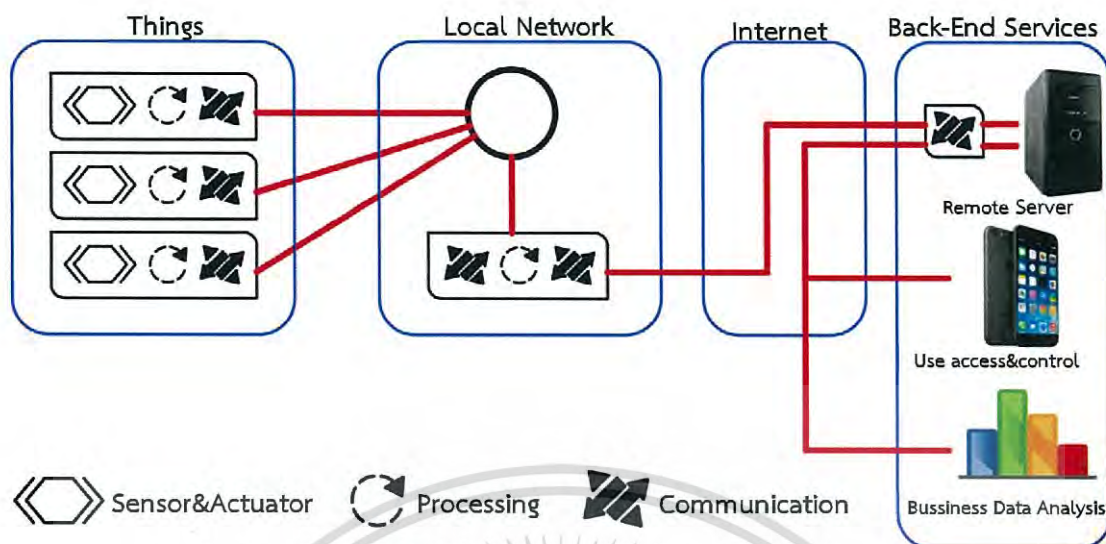 Things
Local Network
Internet
Back-End Services
Remote Server
Use access&control
Bussiness Data Analysis
Sensor&Actuator
Processing
Communication